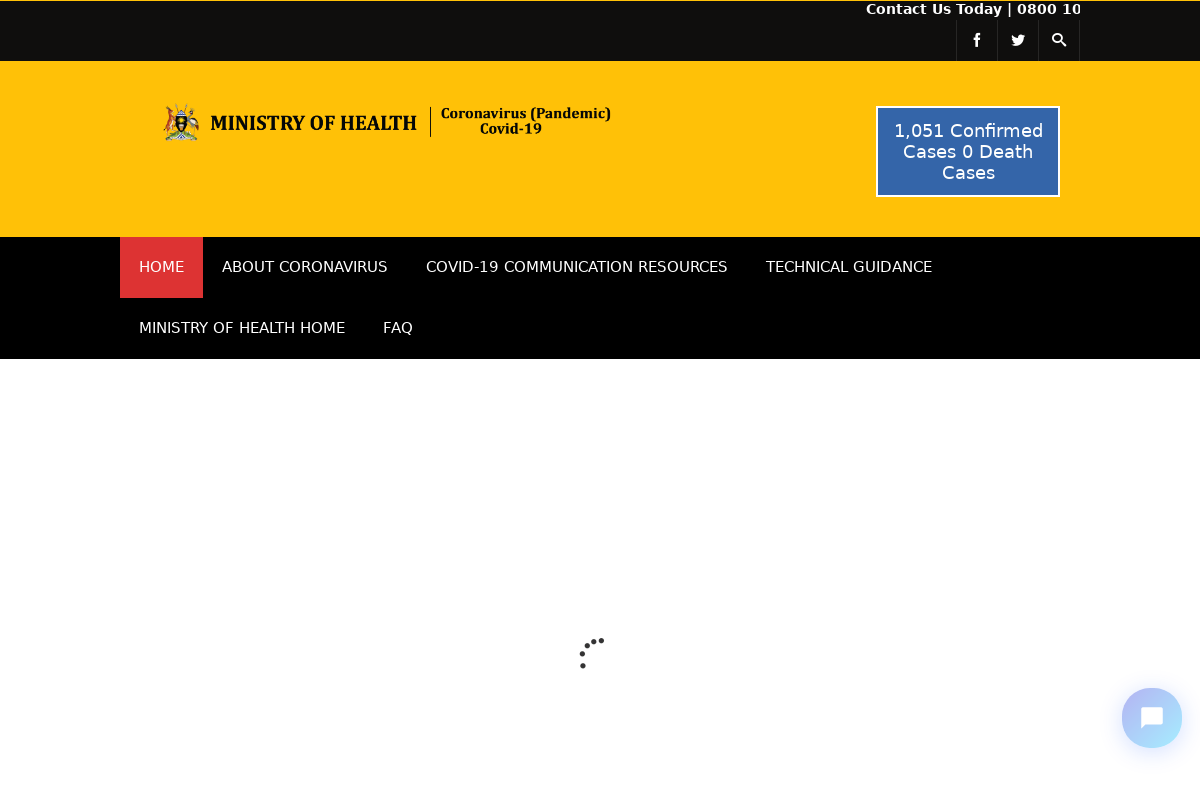 Contact Us Today | 0800 10
MINISTRY OF HEALTH
Coronavirus (Pandemic)
Covid-19
1,051 Confirmed
Cases 0 Death
Cases
HOME ABOUT CORONAVIRUS COVID-19 COMMUNICATION RESOURCES TECHNICAL GUIDANCE
MINISTRY OF HEALTH HOME FAQ